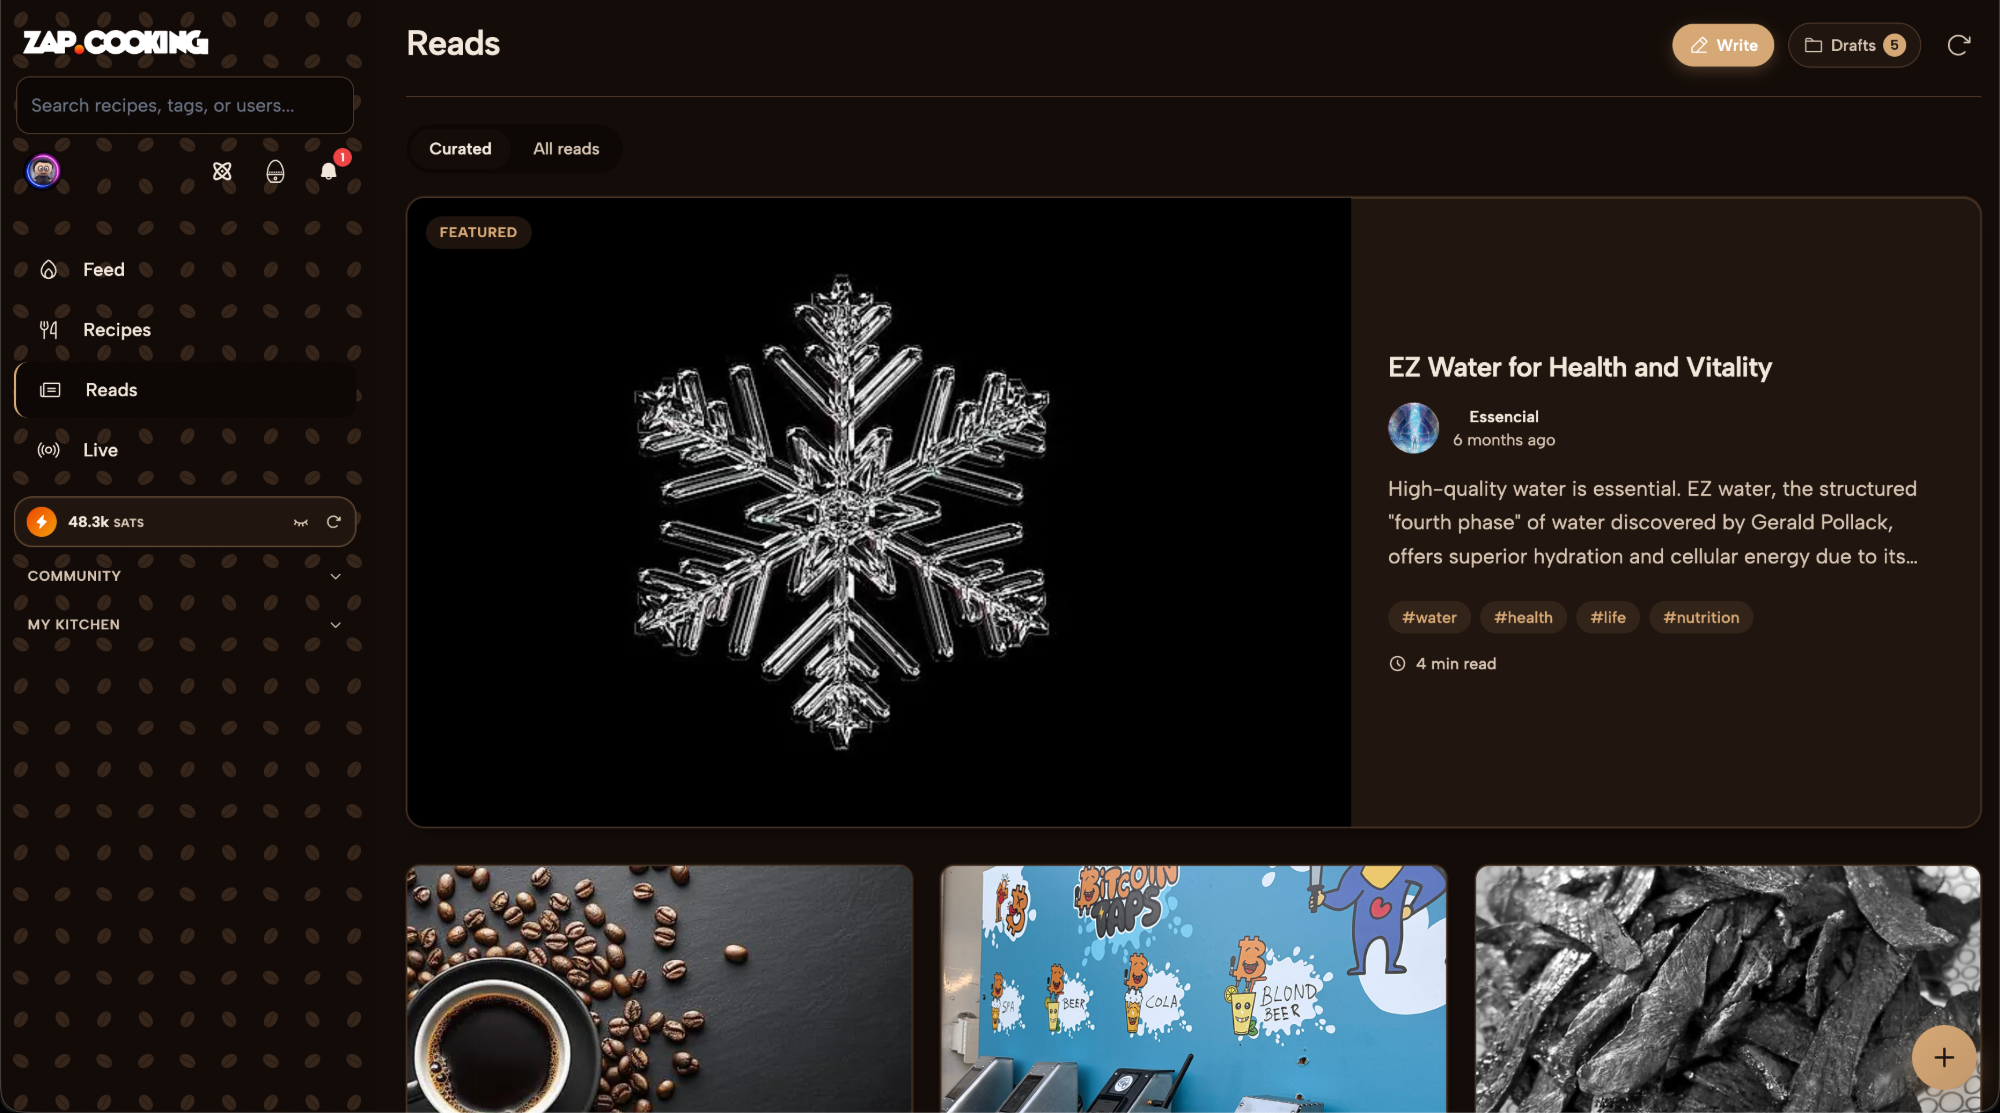 ZAP.COOKING
Search recipes, tags, or users...
1
Feed
Recipes
Reads
Live
48.3k SATS
COMMUNITY
MY KITCHEN
Reads
Write
Drafts 5
Curated
All reads
FEATURED
EZ Water for Health and Vitality
Essencial
6 months ago
High-quality water is essential. EZ water, the structured
"fourth phase" of water discovered by Gerald Pollack,
offers superior hydration and cellular energy due to its...
#water #health #life #nutrition
4 min read
BITCOIN
TAPS
SPA
BEER
COLA
BLOND
BEER